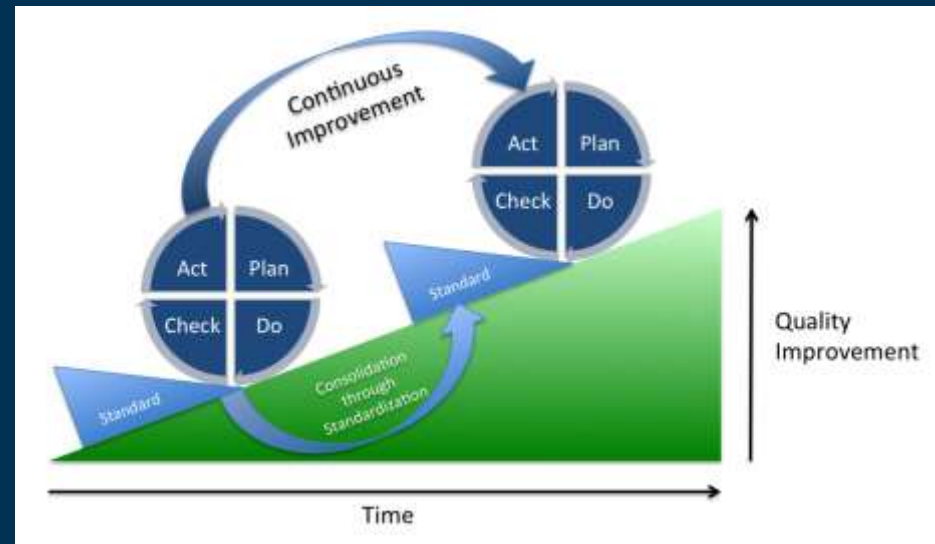 Continuous
Improvement
Act
Plan
Check
Do
Act
Plan
Check
Do
Standard
Standard
Consolidation
through
Standardization
Quality
Improvement
Time